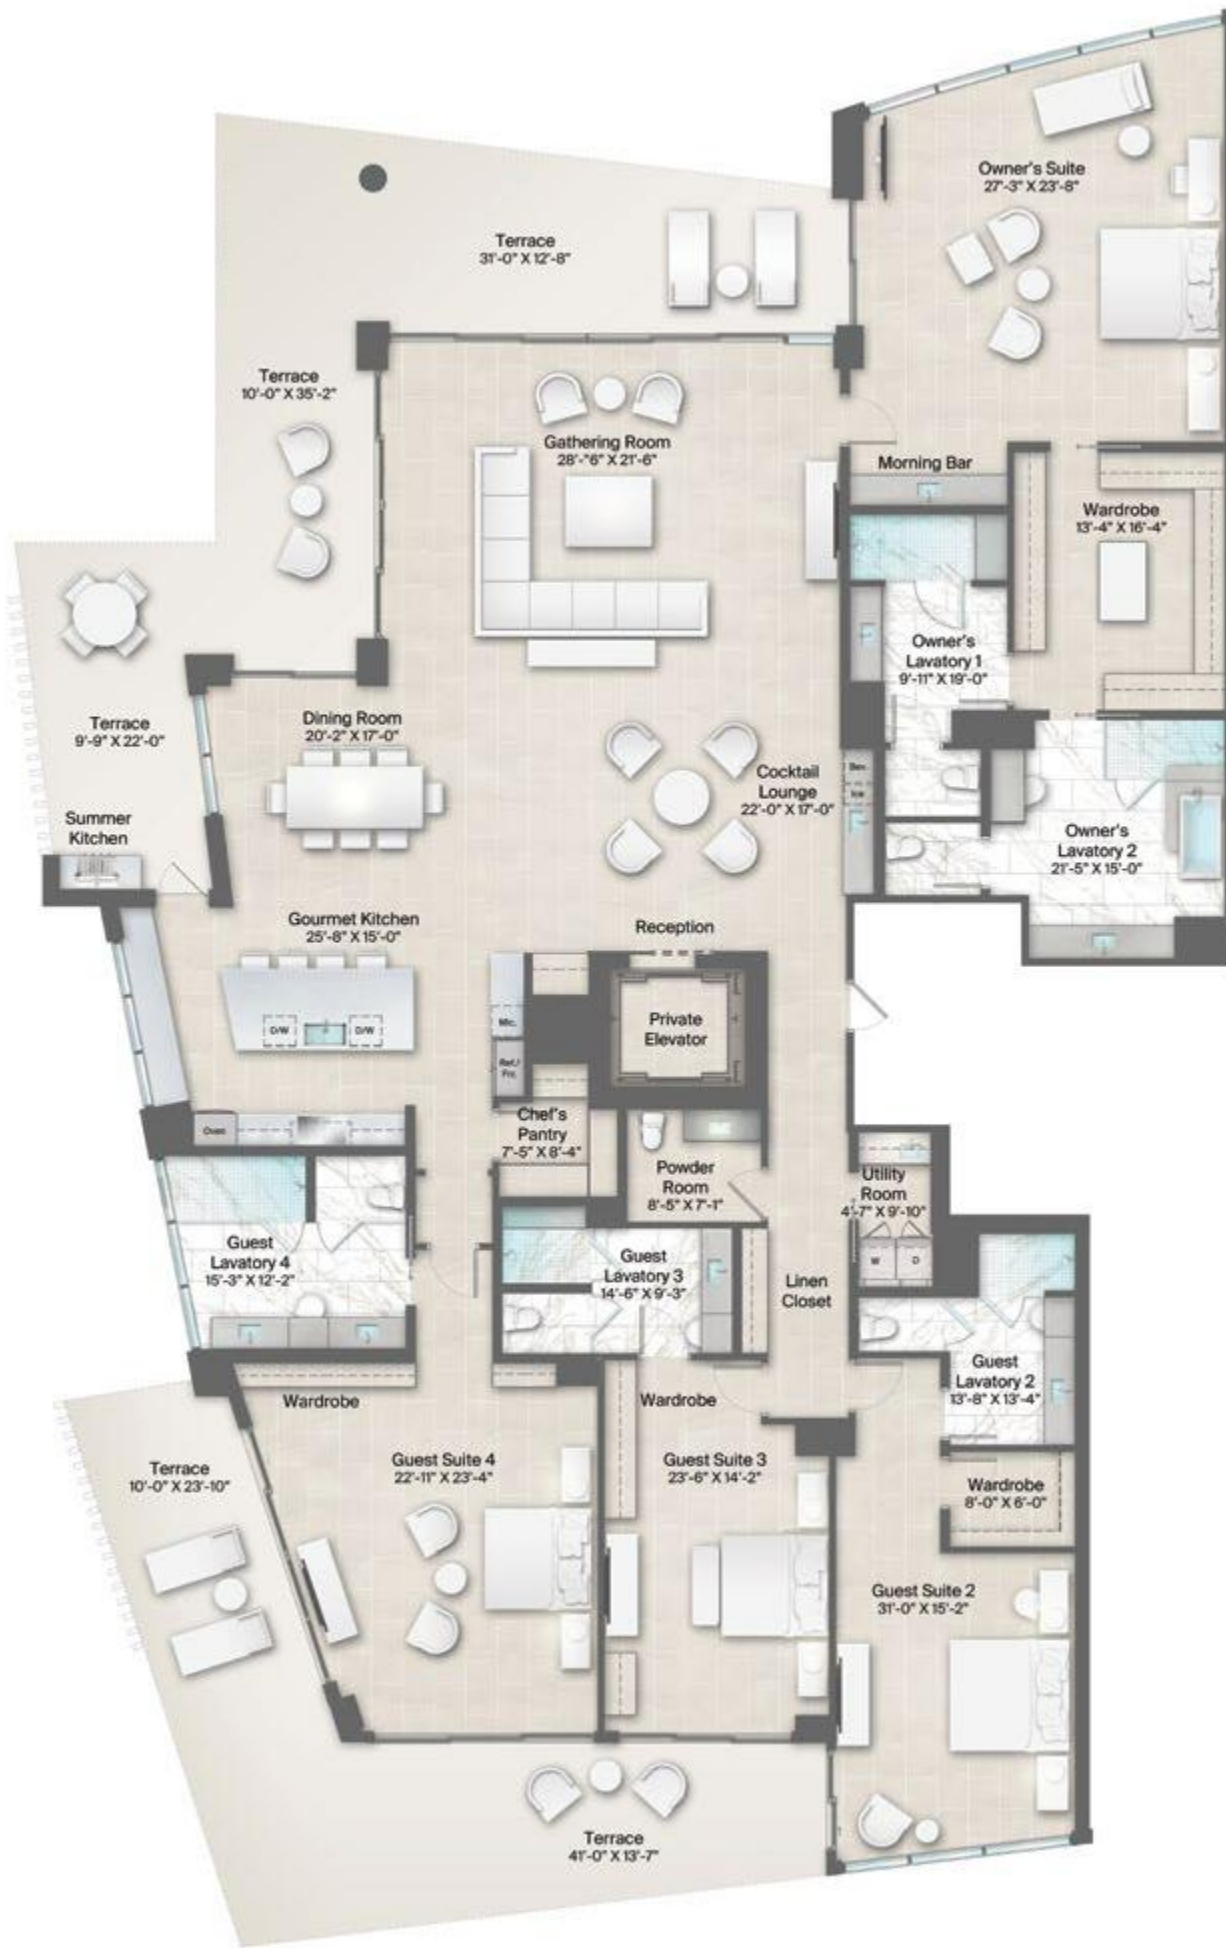 Owner's Suite
27'-3" X 23'-8"
Terrace
31'-0" X 12'-8"
Terrace
10'-0" X 35'-2"
Gathering Room
28'-"6" X 21'-6"
Morning Bar
Wardrobe
13'-4" X 16'-4"
Owner's
Lavatory 1
9'-11" X 19'-0"
Terrace
9'-9" X 22'-0"
Dining Room
20'-2" X 17'-0"
Cocktail
Lounge
22'-0" X 17'-0"
Bev.
Ice
Summer
Kitchen
Owner's
Lavatory 2
21'-5" X 15'-0"
Gourmet Kitchen
25'-8" X 15'-0"
Reception
D/W
D/W
Mic.
Ref./
Frz.
Private
Elevator
Oven
Chef's
Pantry
7'-5" X 8'-4"
Powder
Room
8'-5" X 7'-1"
Utility
Room
4'-7" X 9'-10"
W
D
Guest
Lavatory 4
15'-3" X 12'-2"
Guest
Lavatory 3
14'-6" X 9'-3"
Linen
Closet
Guest
Lavatory 2
13'-8" X 13'-4"
Wardrobe
Wardrobe
Terrace
10'-0" X 23'-10"
Guest Suite 4
22'-11" X 23'-4"
Guest Suite 3
23'-6" X 14'-2"
Wardrobe
8'-0" X 6'-0"
Guest Suite 2
31'-0" X 15'-2"
Terrace
41'-0" X 13'-7"